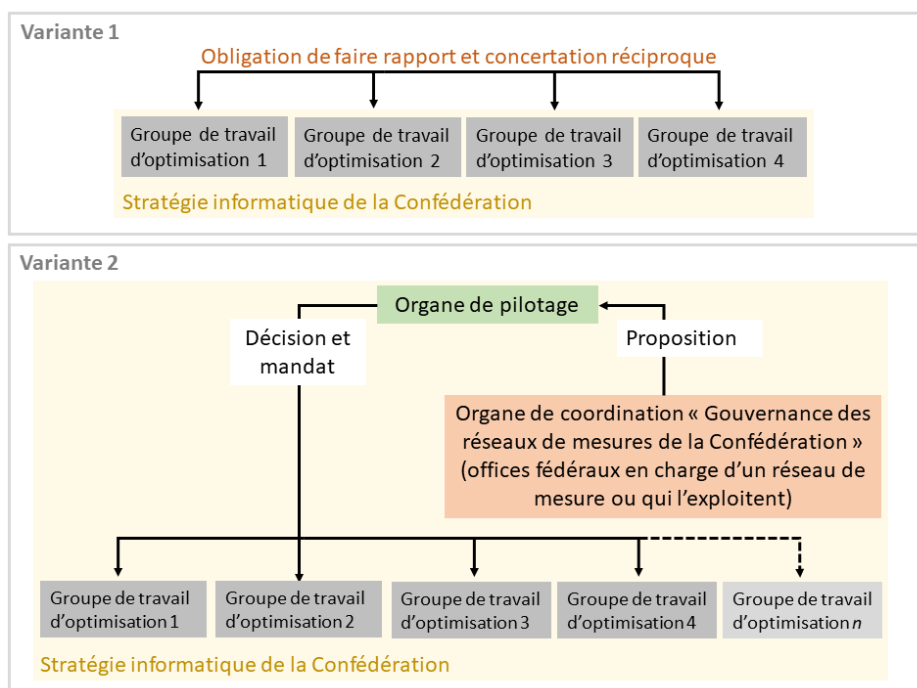 Variante 1
Obligation de faire rapport et concertation réciproque
Groupe de travail
d'optimisation 1
Groupe de travail
d'optimisation 2
Groupe de travail
d'optimisation 3
Groupe de travail
d'optimisation 4
Stratégie informatique de la Confédération
Variante 2
Organe de pilotage
Décision et
mandat
Proposition
Organe de coordination « Gouvernance des
réseaux de mesures de la Confédération »
(offices fédéraux en charge d'un réseau de
mesure ou qui l'exploitent)
Groupe de travail
d'optimisation 1
Groupe de travail
d'optimisation 2
Groupe de travail
d'optimisation 3
Groupe de travail
d'optimisation 4
Groupe de travail
d'optimisation n
Stratégie informatique de la Confédération